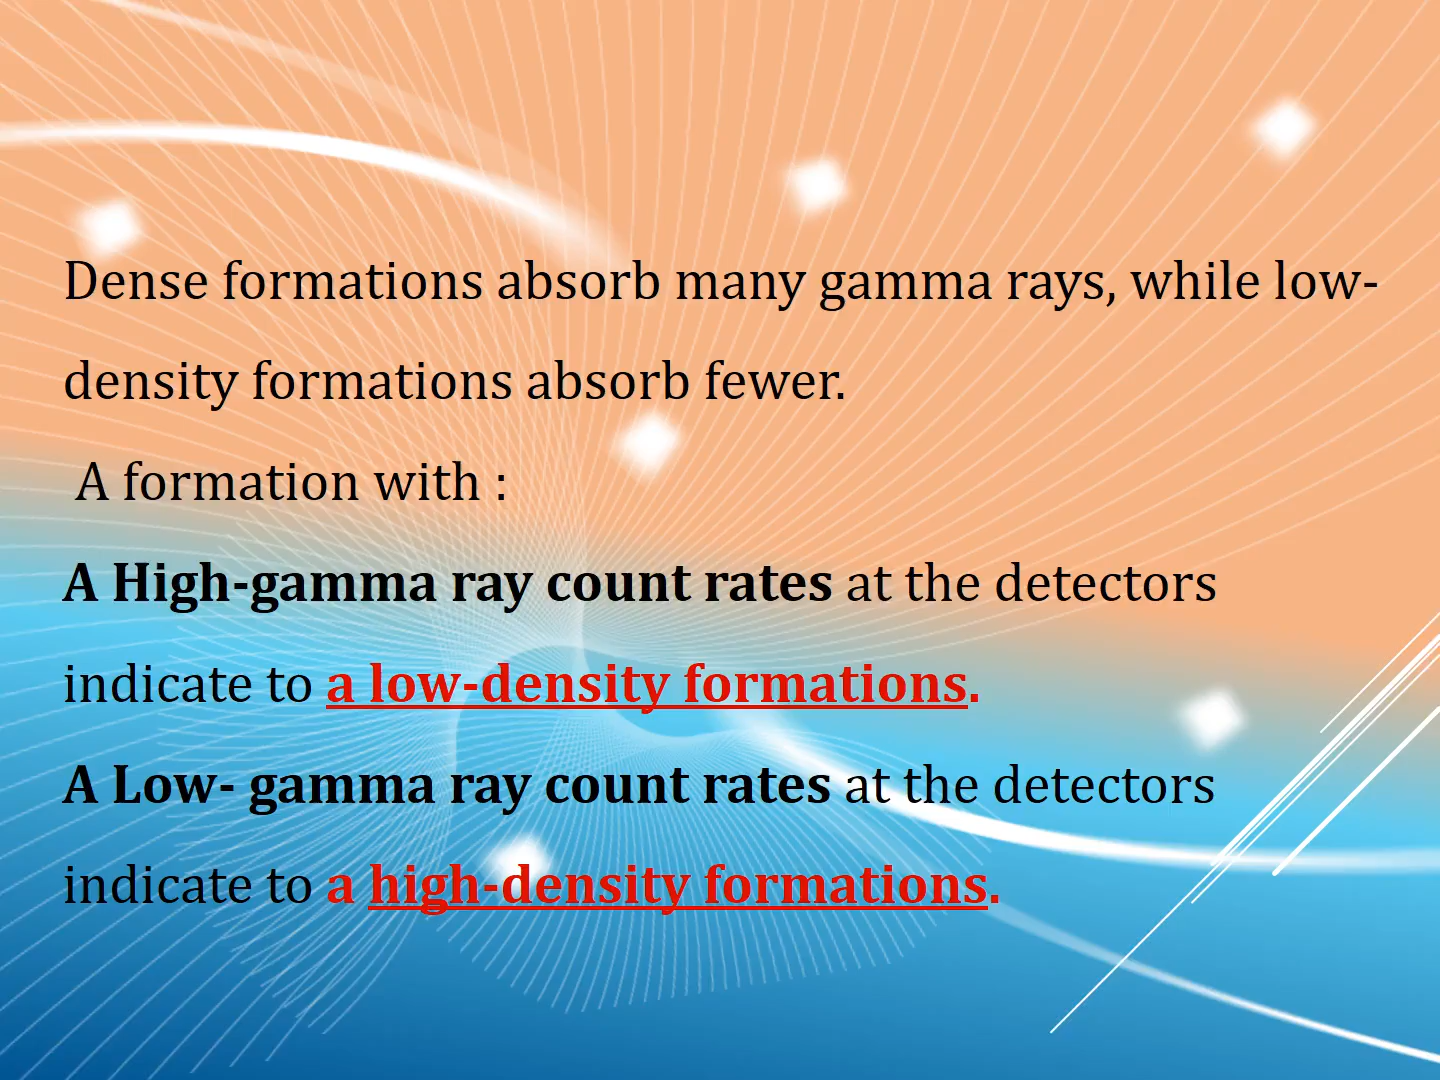 Dense formations absorb many gamma rays, while low-
density formations absorb fewer.
A formation with :
A High-gamma ray count rates at the detectors
indicate to a low-density formations.
A Low- gamma ray count rates at the detectors
indicate to a high-density formations.